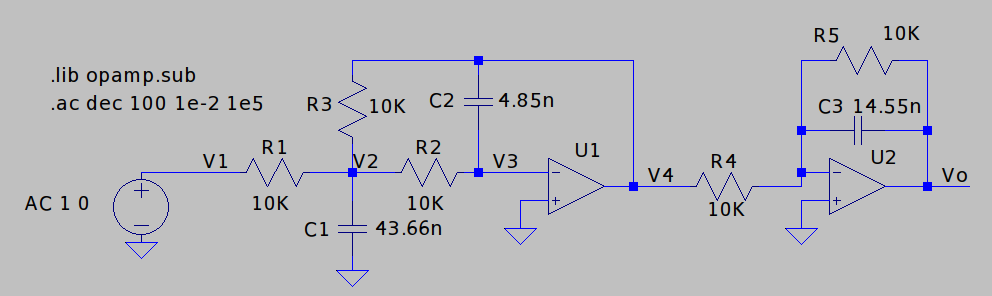 R5 10K
.lib opamp.sub
.ac dec 100 1e-2 1e5
R3 10K C2 4.85n C3 14.55n
V1 R1 V2 R2 V3 U1 V4 R4 U2 Vo
- + - +
AC 1 0 10K 10K 10K
+ -
C1 43.66n